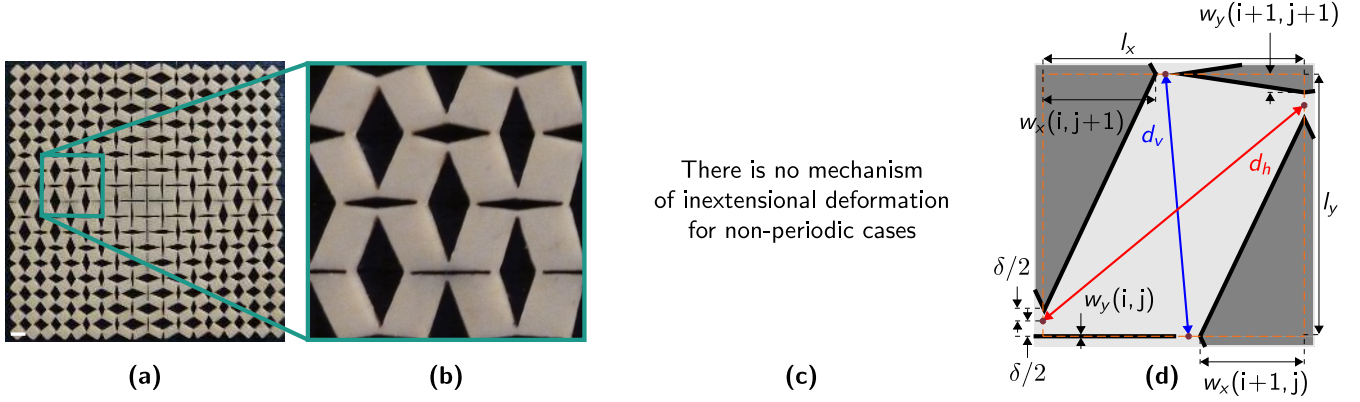 There is no mechanism
of inextensional deformation
for non-periodic cases
w_y(i+1, j+1)
l_x
w_x(i, j+1)
d_v
d_h
l_y
δ/2
w_y(i, j)
δ/2
w_x(i+1, j)
(a)
(b)
(c)
(d)